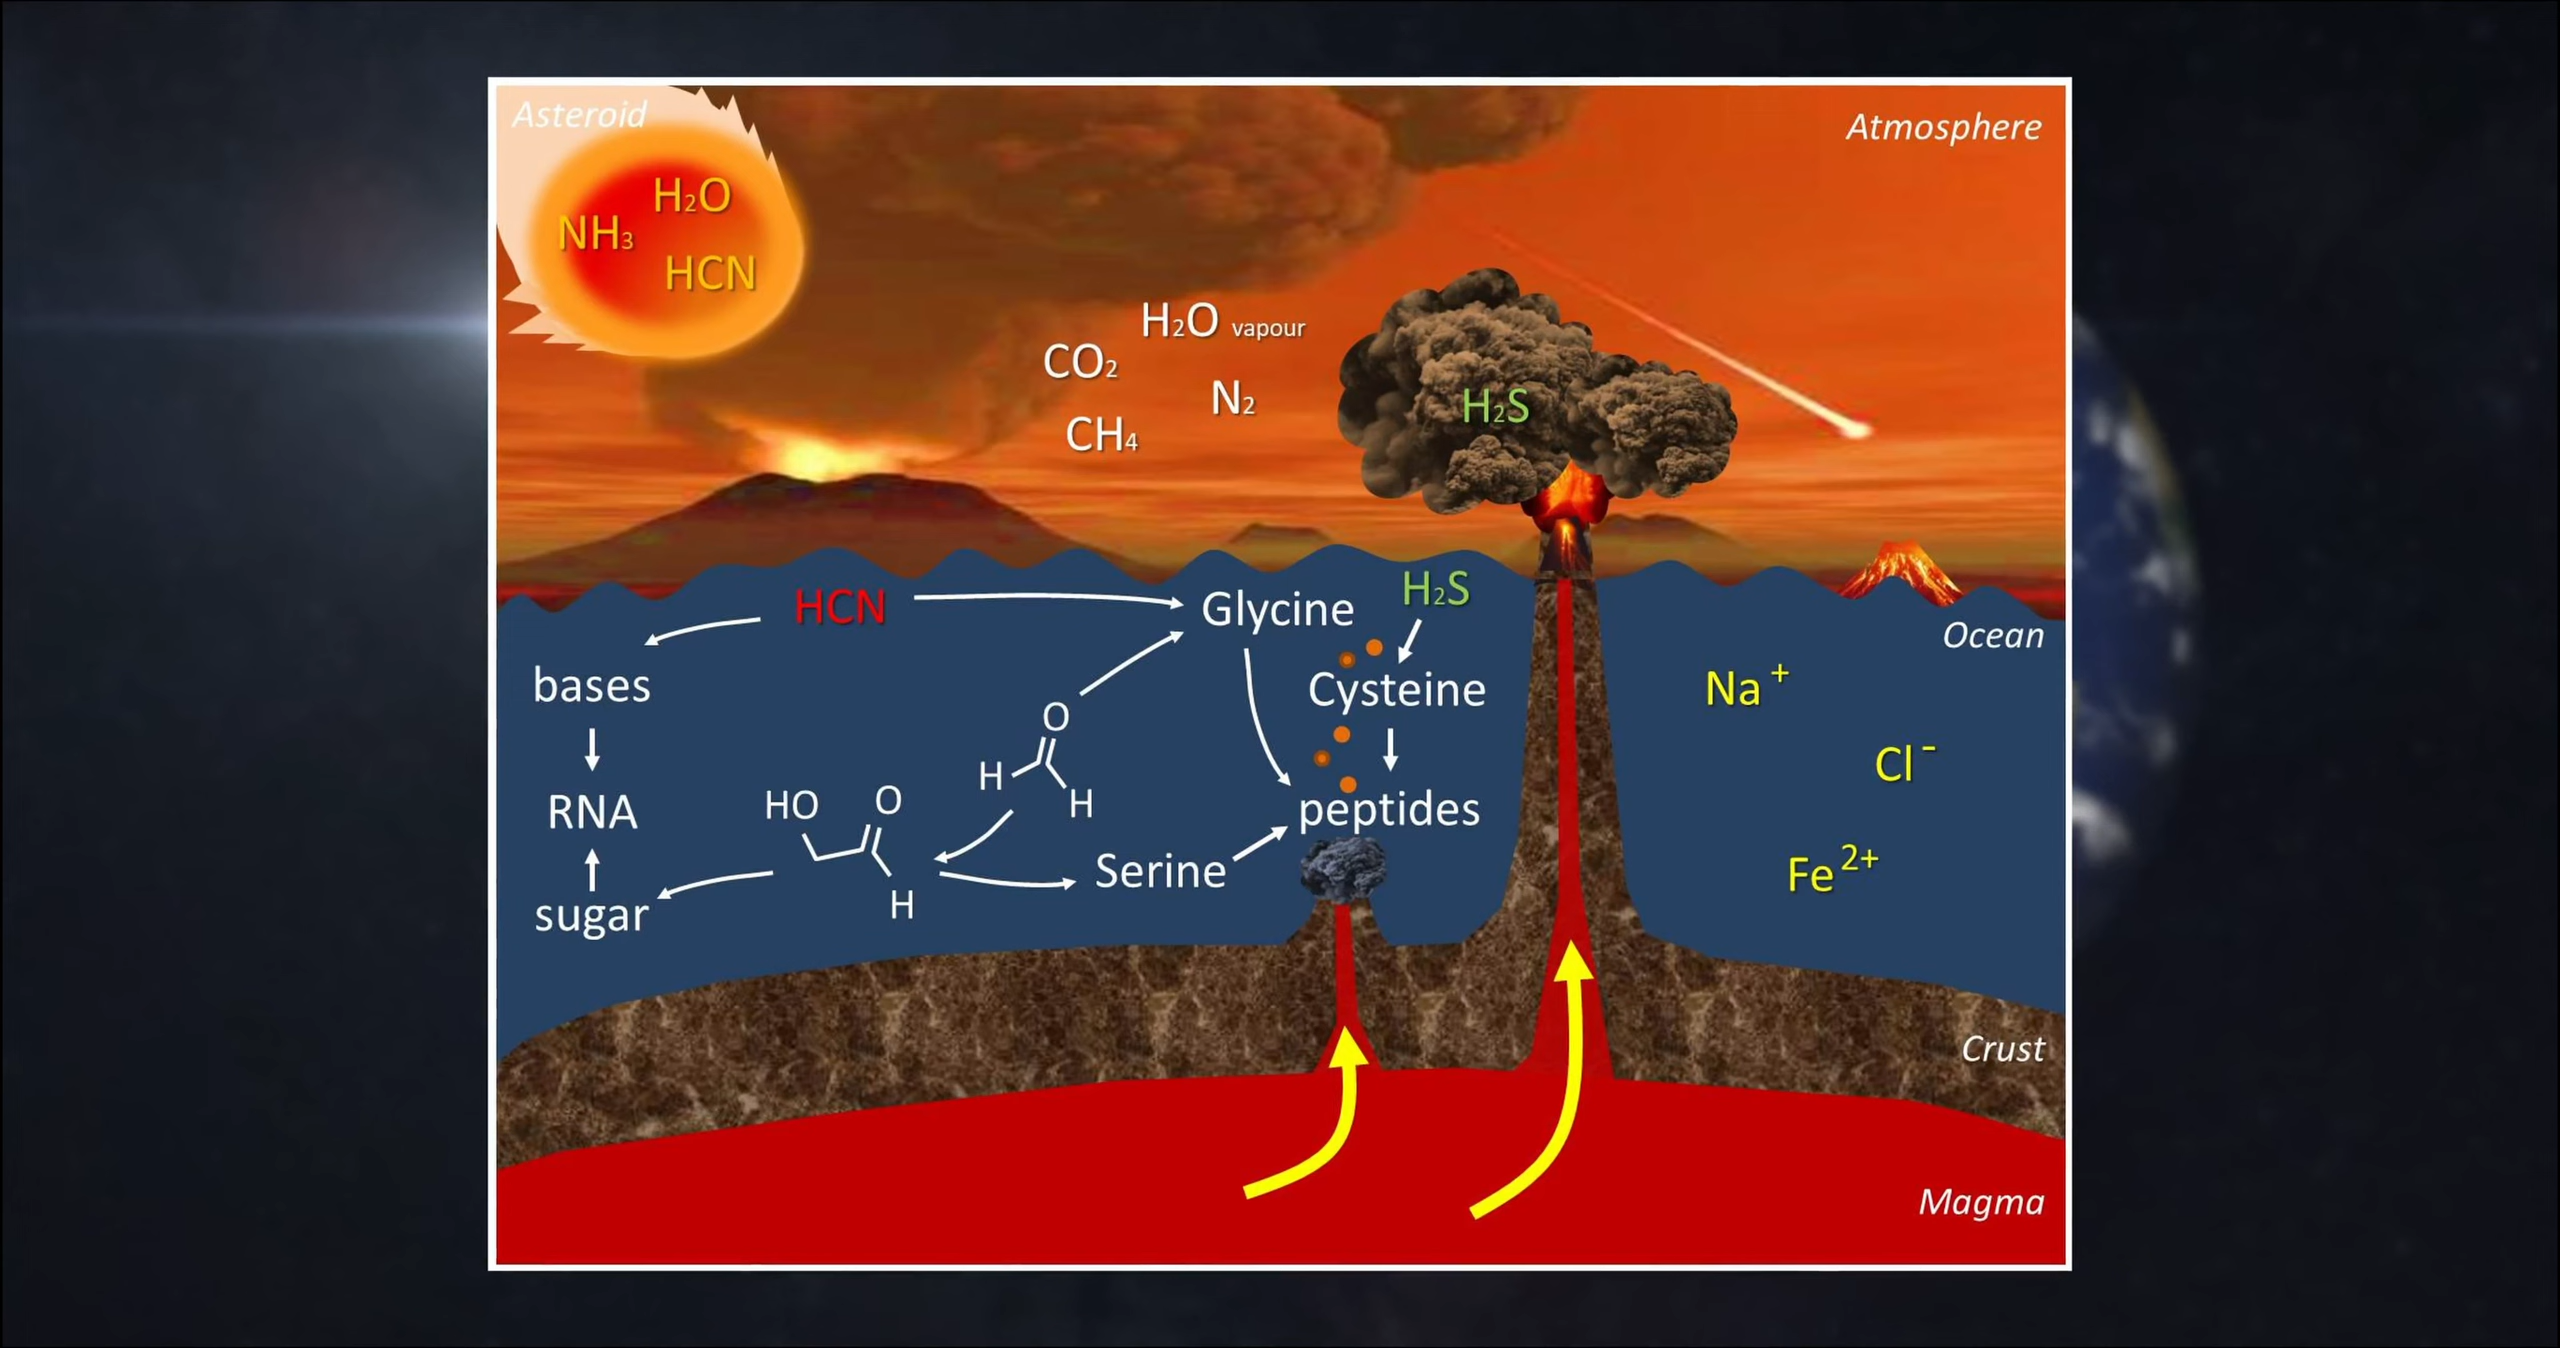 Asteroid
Atmosphere
H₂O
NH₃
HCN
H₂O vapour
CO₂
N₂
CH₄
H₂S
HCN
Glycine
H₂S
Ocean
bases
Cysteine
Na⁺
O
H
H
Cl⁻
RNA
HO
O
H
peptides
Serine
Fe²⁺
sugar
Crust
Magma